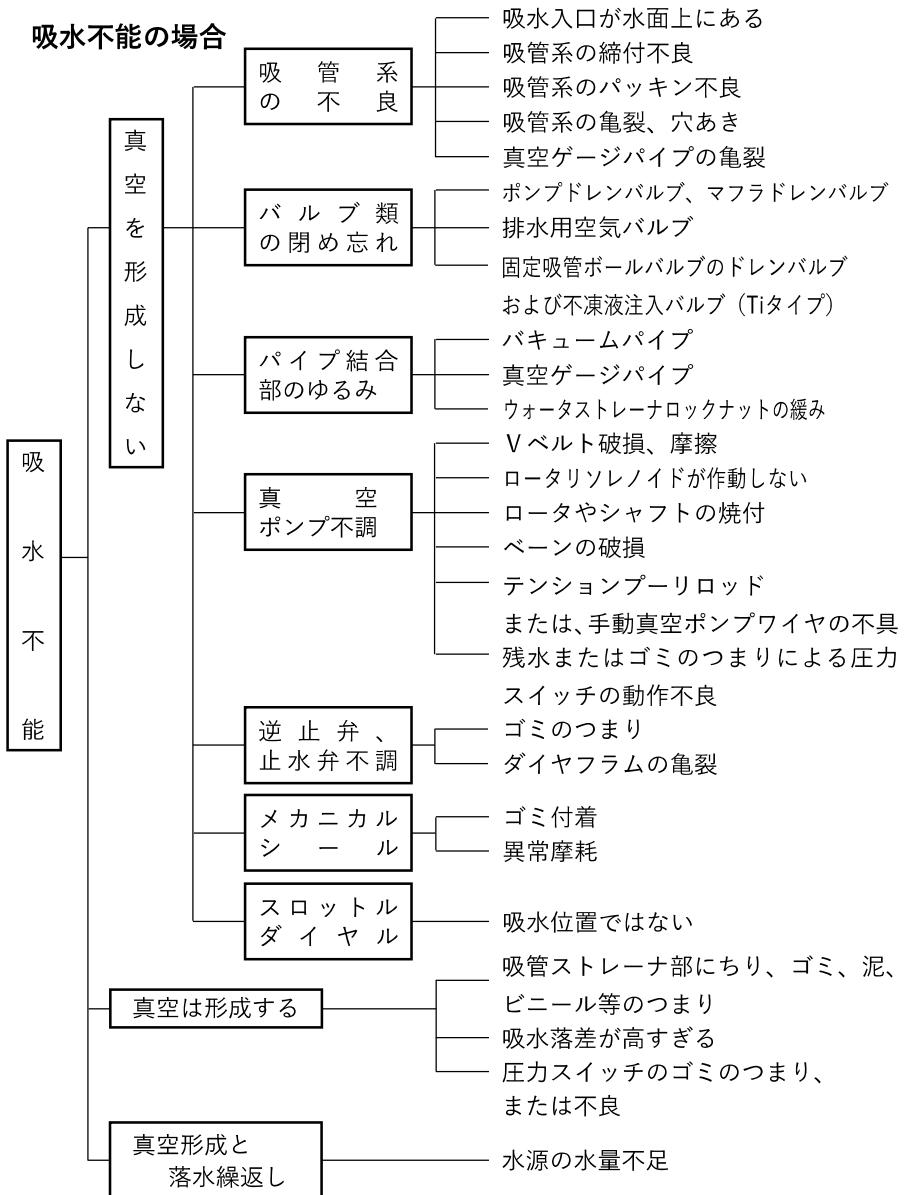 吸水不能の場合
吸水不能
真空を形成しない
吸管系
の不良
吸水入口が水面上にある
吸管系の締付不良
吸管系のパッキン不良
吸管系の亀裂、穴あき
真空ゲージパイプの亀裂
バルブ類
の閉め忘れ
ポンプドレンバルブ、マフラドレンバルブ
排水用空気バルブ
固定吸管ボールバルブのドレンバルブ
および不凍液注入バルブ（Tiタイプ）
パイプ結合
部のゆるみ
バキュームパイプ
真空ゲージパイプ
ウォータストレーナロックナットの緩み
真空
ポンプ不調
Ｖベルト破損、摩擦
ロータリソレノイドが作動しない
ロータやシャフトの焼付
ベーンの破損
テンションプーリロッド
または、手動真空ポンプワイヤの不具
残水またはゴミのつまりによる圧力
スイッチの動作不良
逆止弁、
止水弁不調
ゴミのつまり
ダイヤフラムの亀裂
メカニカル
シール
ゴミ付着
異常摩耗
スロットル
ダイヤル
吸水位置ではない
真空は形成する
吸管ストレーナ部にちり、ゴミ、泥、
ビニール等のつまり
吸水落差が高すぎる
圧力スイッチのゴミのつまり、
または不良
真空形成と
落水繰返し
水源の水量不足